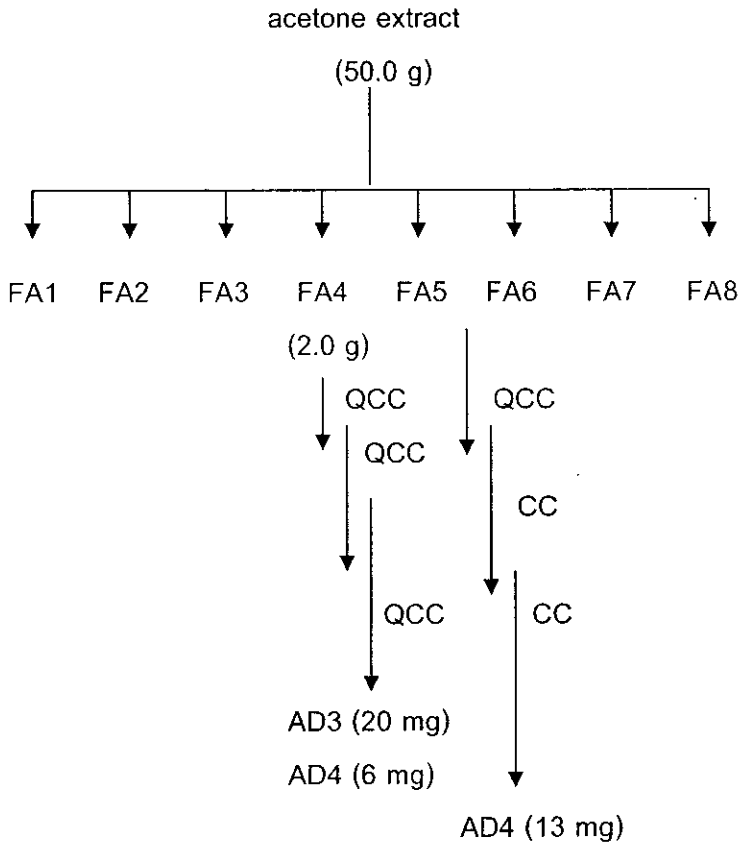 acetone extract
(50.0 g)
FA1 FA2 FA3 FA4 FA5 FA6 FA7 FA8
(2.0 g)
QCC QCC
QCC
CC
QCC CC
AD3 (20 mg)
AD4 (6 mg)
AD4 (13 mg)